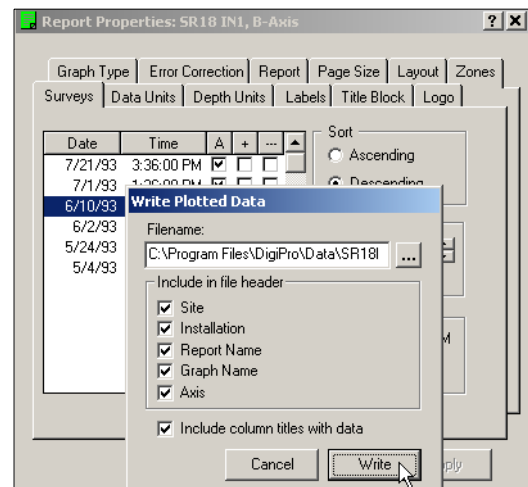 Report Properties: SR18 IN1, B-Axis
Graph Type Error Correction Report Page Size Layout Zones
Surveys Data Units Depth Units Labels Title Block Logo
Date Time A + ---
7/21/93 3:36:00 PM
7/1/93
6/10/93
6/2/93
5/24/93
5/4/93
Sort
Ascending
Descending
Write Plotted Data
Filename:
C:\Program Files\DigiPro\Data\SR18I
...
Include in file header
Site
Installation
Report Name
Graph Name
Axis
Include column titles with data
Cancel
Write